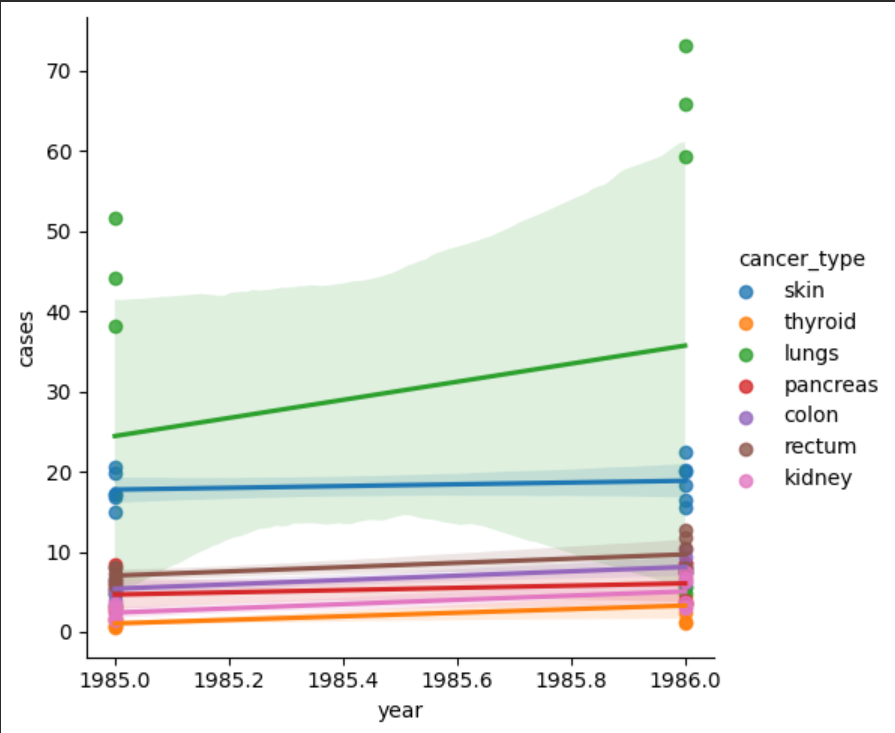 70
60
50
40
30
20
10
0
cases
1985.0 1985.2 1985.4 1985.6 1985.8 1986.0
year
cancer_type
skin
thyroid
lungs
pancreas
colon
rectum
kidney